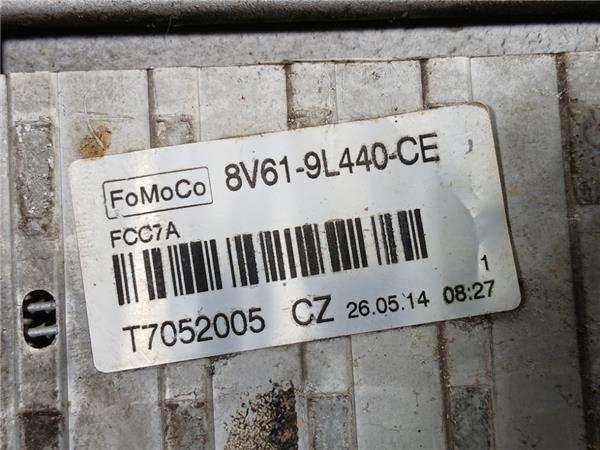 FoMoCo 8V61-9L440-CE
FCC7A
1
T7052005 CZ 26.05.14 08:27